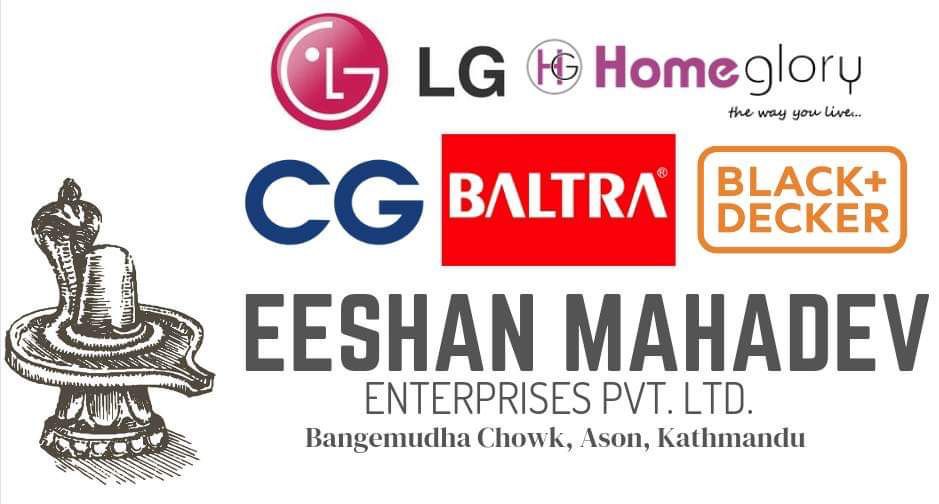 LG LG HG Homeglory
the way you live...
CG BALTRA® BLACK+
DECKER
EESHAN MAHADEV
ENTERPRISES PVT. LTD.
Bangemudha Chowk, Ason, Kathmandu